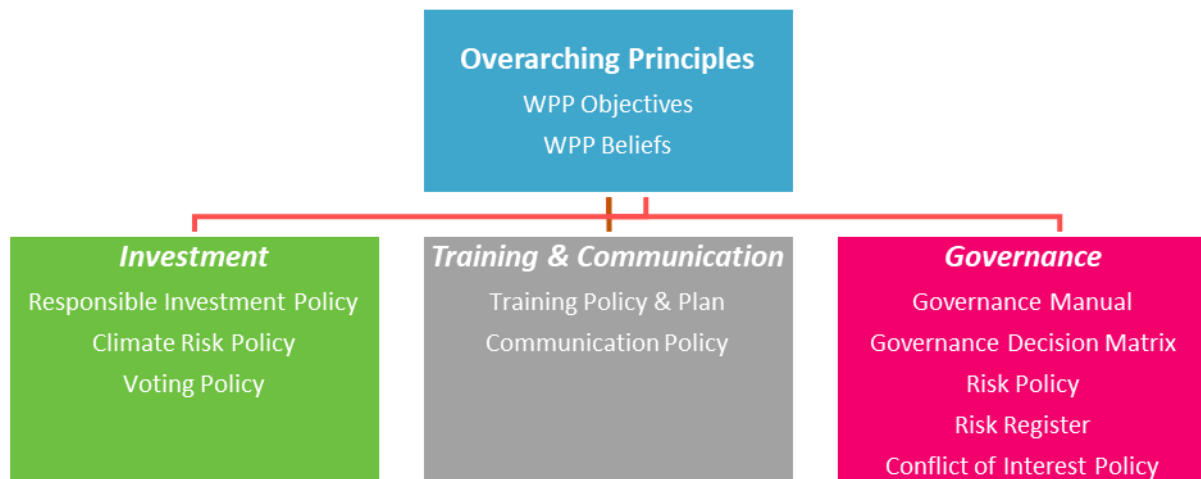 Overarching Principles
WPP Objectives
WPP Beliefs
Investment
Responsible Investment Policy
Climate Risk Policy
Voting Policy
Training & Communication
Training Policy & Plan
Communication Policy
Governance
Governance Manual
Governance Decision Matrix
Risk Policy
Risk Register
Conflict of Interest Policy